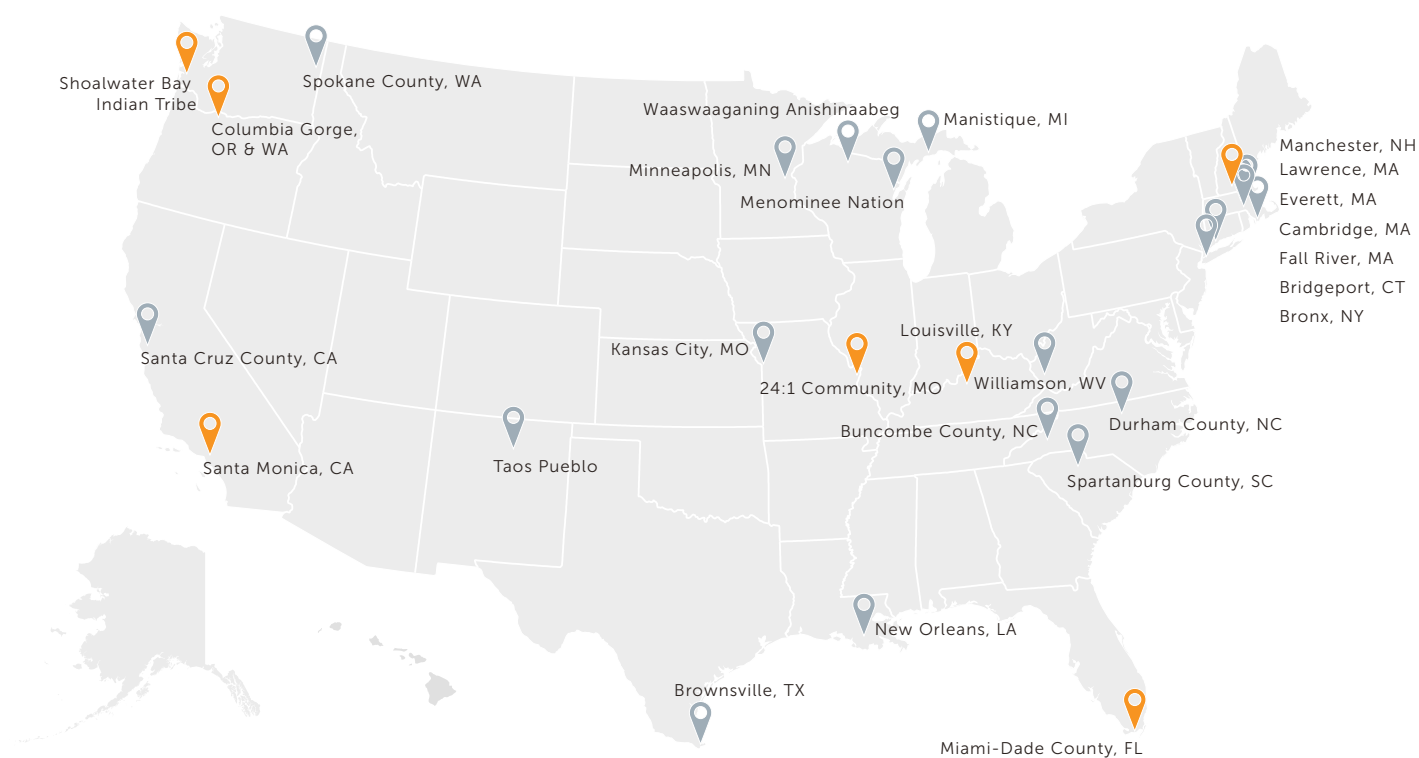 Shoalwater Bay
Indian Tribe
Spokane County, WA
Columbia Gorge,
OR & WA
Waaswaaganing Anishinaabeg
Manistique, MI
Minneapolis, MN
Menominee Nation
Manchester, NH
Lawrence, MA
Everett, MA
Cambridge, MA
Fall River, MA
Bridgeport, CT
Bronx, NY
Santa Cruz County, CA
Kansas City, MO
Louisville, KY
24:1 Community, MO
Williamson, WV
Santa Monica, CA
Taos Pueblo
Buncombe County, NC
Durham County, NC
Spartanburg County, SC
New Orleans, LA
Brownsville, TX
Miami-Dade County, FL